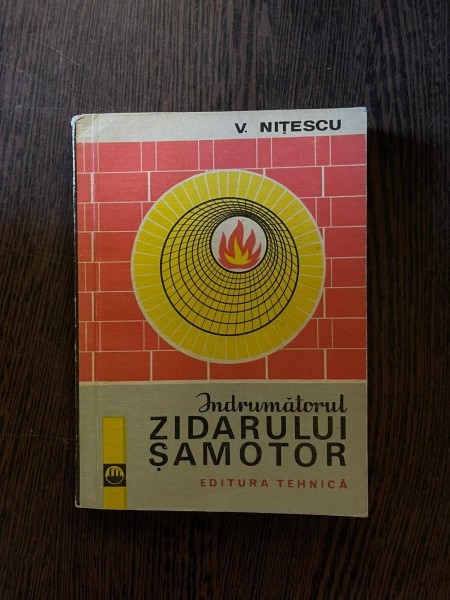 V. NIȚESCU
Îndrumătorul
ZIDARULUI
ȘAMOTOR
EDITURA TEHNICĂ